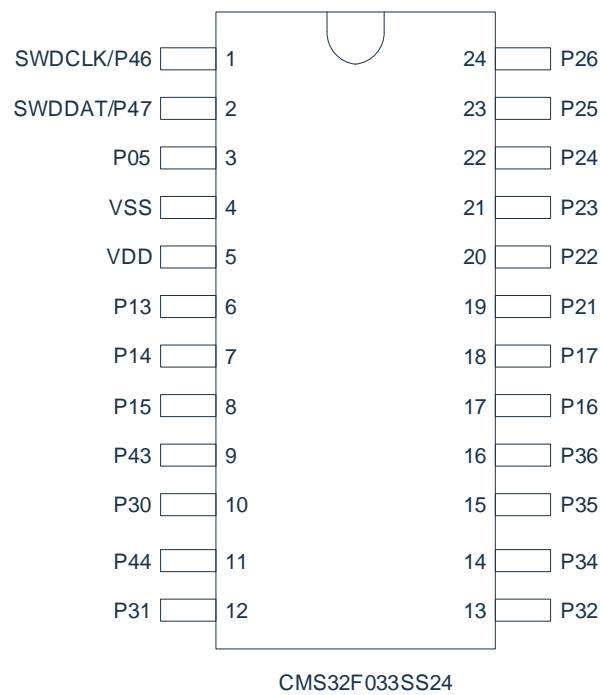 SWDCLK/P46 1 24 P26
SWDDAT/P47 2 23 P25
P05 3 22 P24
VSS 4 21 P23
VDD 5 20 P22
P13 6 19 P21
P14 7 18 P17
P15 8 17 P16
P43 9 16 P36
P30 10 15 P35
P44 11 14 P34
P31 12 13 P32
CMS32F033SS24